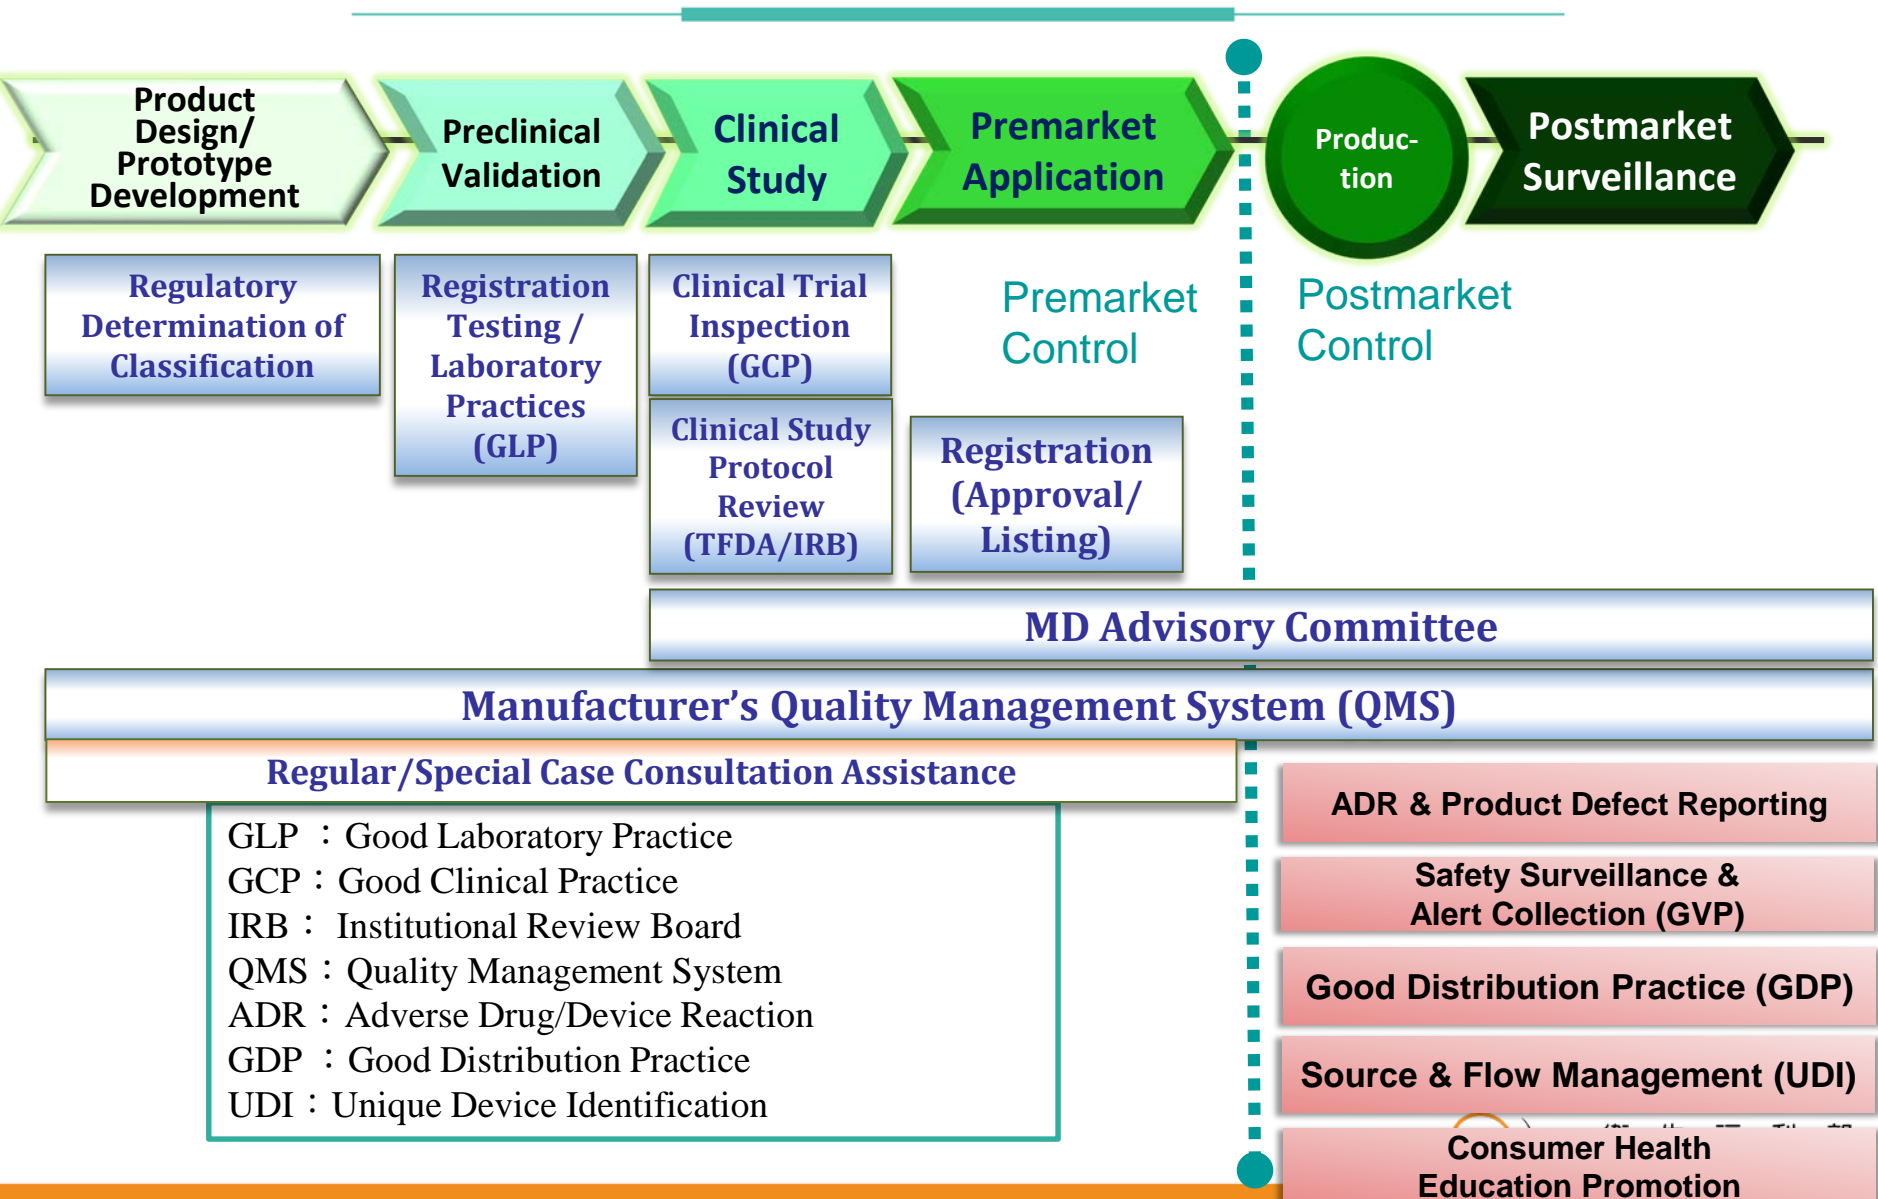 Product
Design/
Prototype
Development
Preclinical
Validation
Clinical
Study
Premarket
Application
Produc-
tion
Postmarket
Surveillance
Regulatory
Determination of
Classification
Registration
Testing /
Laboratory
Practices
(GLP)
Clinical Trial
Inspection
(GCP)
Clinical Study
Protocol
Review
(TFDA/IRB)
Registration
(Approval/
Listing)
Premarket
Control
Postmarket
Control
MD Advisory Committee
Manufacturer’s Quality Management System (QMS)
Regular/Special Case Consultation Assistance
GLP ：Good Laboratory Practice
GCP：Good Clinical Practice
IRB： Institutional Review Board
QMS：Quality Management System
ADR：Adverse Drug/Device Reaction
GDP ：Good Distribution Practice
UDI：Unique Device Identification
ADR & Product Defect Reporting
Safety Surveillance &
Alert Collection (GVP)
Good Distribution Practice (GDP)
Source & Flow Management (UDI)
Consumer Health
Education Promotion